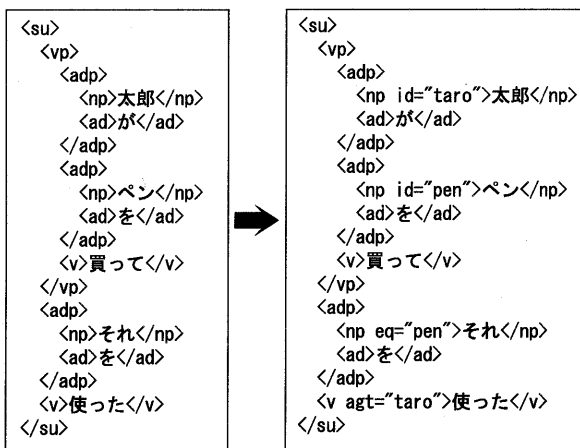 <su>
<vp>
<adp>
<np>太郎</np>
<ad>が</ad>
</adp>
<adp>
<np>ペン</np>
<ad>を</ad>
</adp>
<v>買って</v>
</vp>
<adp>
<np>それ</np>
<ad>を</ad>
</adp>
<v>使った</v>
</su>
<su>
<vp>
<adp>
<np id="taro">太郎</np>
<ad>が</ad>
</adp>
<adp>
<np id="pen">ペン</np>
<ad>を</ad>
</adp>
<v>買って</v>
</vp>
<adp>
<np eq="pen">それ</np>
<ad>を</ad>
</adp>
<v agt="taro">使った</v>
</su>